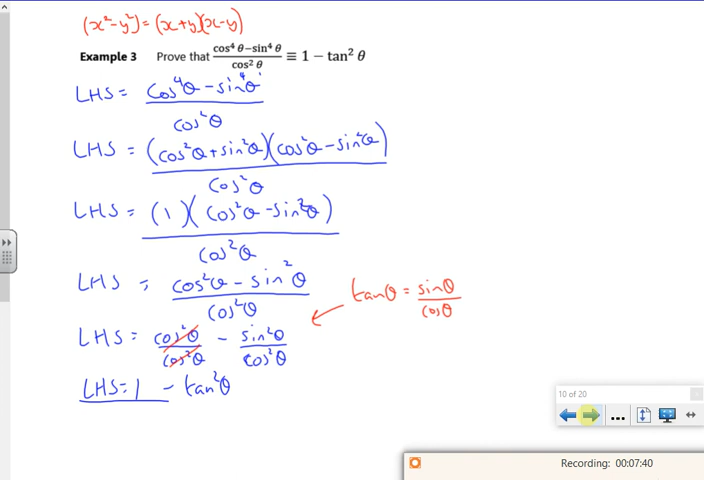 (x²-y²) = (x+y)(x-y)
Example 3 Prove that (cos⁴ θ−sin⁴ θ)/(cos² θ) ≡ 1 − tan² θ
LHS = (cos⁴θ - sin⁴θ)/(cos²θ)
LHS = (cos²θ + sin²θ)(cos²θ - sin²θ)/(cos²θ)
LHS = (1)(cos²θ - sin²θ)/(cos²θ)
LHS = (cos²θ - sin²θ)/(cos²θ)
tanθ = sinθ/cosθ
LHS = cos²θ/cos²θ - sin²θ/cos²θ
LHS = 1 - tan²θ
10 of 20
...
Recording: 00:07:40